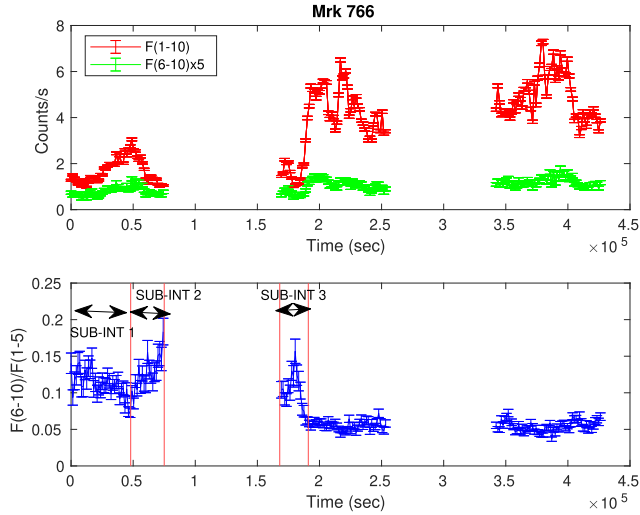 Mrk 766
8
6
4
2
0
Counts/s
F(1-10)
F(6-10)x5
0 0.5 1 1.5 2 2.5 3 3.5 4 4.5
Time (sec)
× 10^5
0.25
0.2
0.15
0.1
0.05
0
F(6-10)/F(1-5)
SUB-INT 1
SUB-INT 2
SUB-INT 3
0 0.5 1 1.5 2 2.5 3 3.5 4 4.5
Time (sec)
× 10^5